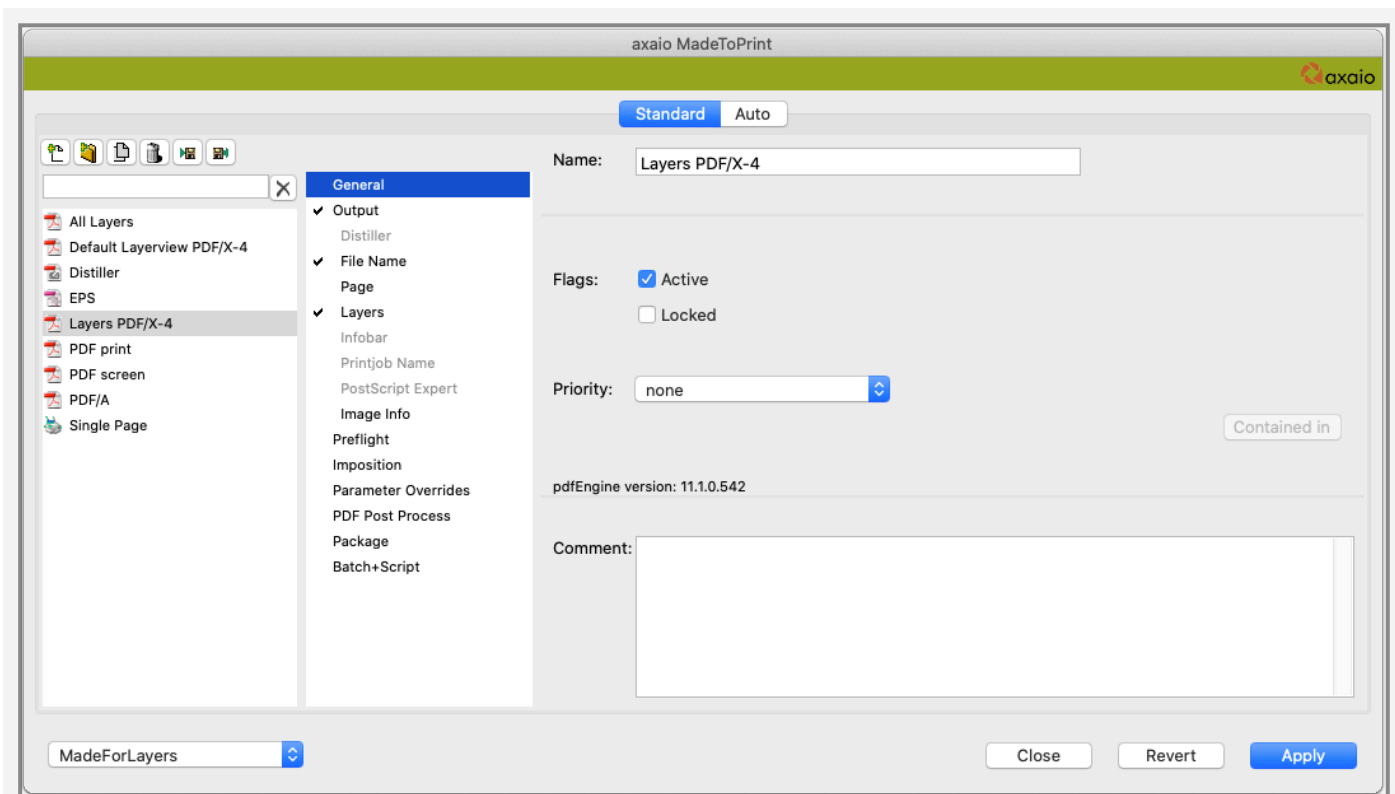 axaio MadeToPrint
axaio
Standard
Auto
All Layers
Default Layerview PDF/X-4
Distiller
EPS
Layers PDF/X-4
PDF print
PDF screen
PDF/A
Single Page
General
Output
Distiller
File Name
Page
Layers
Infobar
Printjob Name
PostScript Expert
Image Info
Preflight
Imposition
Parameter Overrides
PDF Post Process
Package
Batch+Script
Name:
Layers PDF/X-4
Flags:
Active
Locked
Priority:
none
Contained in
pdfEngine version: 11.1.0.542
Comment:
MadeForLayers
Close
Revert
Apply